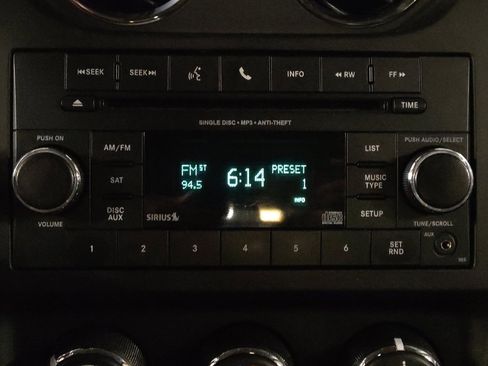 ⏮SEEK SEEK⏭ INFO ◀◀ RW FF ▶▶
TIME
SINGLE DISC • MP3 • ANTI-THEFT
PUSH ON
PUSH AUDIO/SELECT
AM/FM
LIST
FM ST 6:14 PRESET
94.5 1
SAT
MUSIC
TYPE
INFO
DISC
AUX
SETUP
VOLUME
SIRIUS
disc
TUNE/SCROLL
1 2 3 4 5 6 SET
RND
AUX
RES